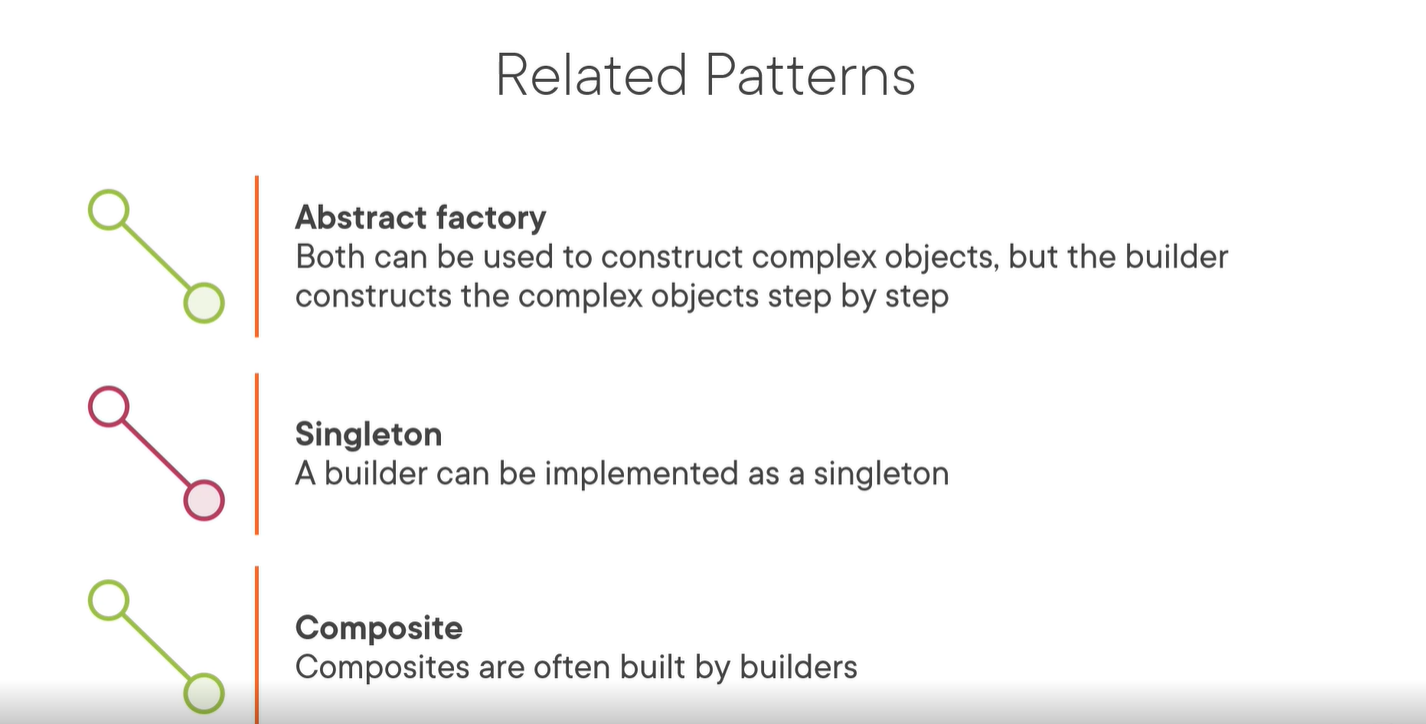 Related Patterns
Abstract factory
Both can be used to construct complex objects, but the builder
constructs the complex objects step by step
Singleton
A builder can be implemented as a singleton
Composite
Composites are often built by builders